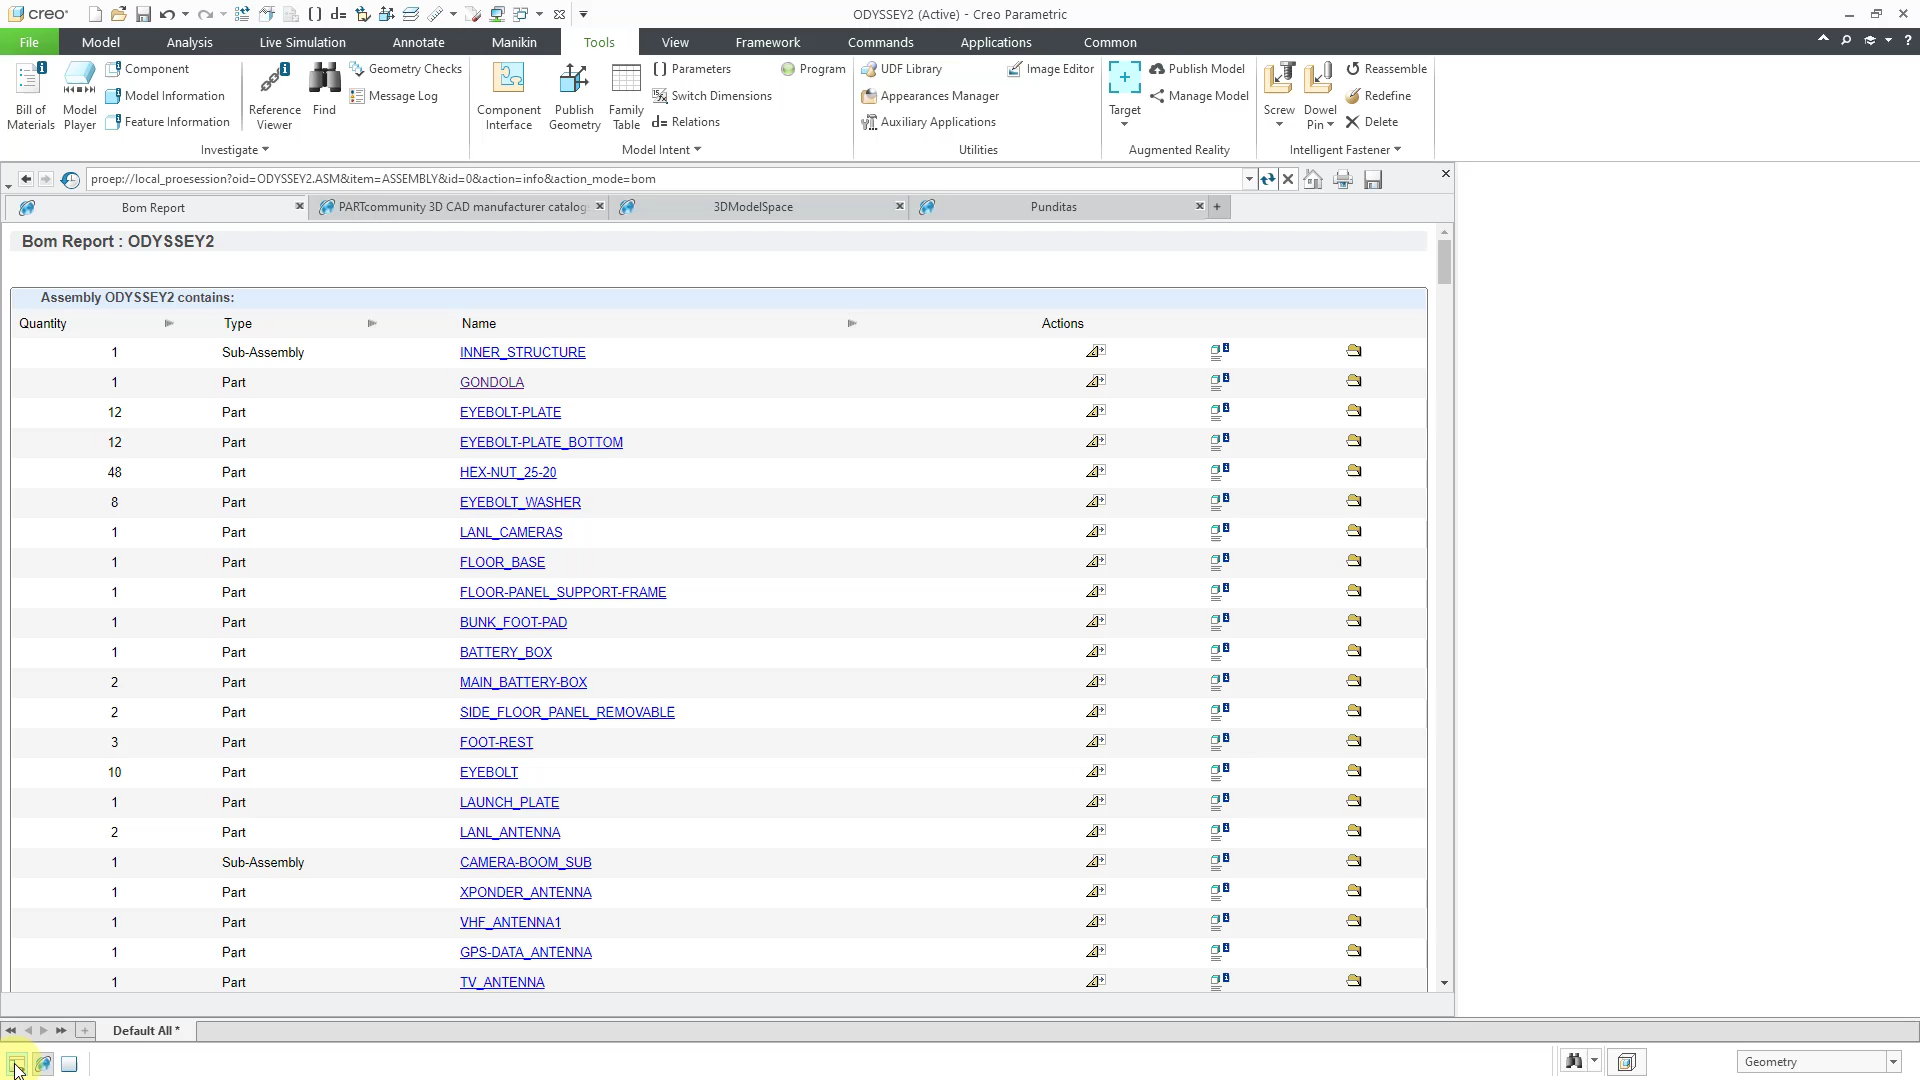 creo
ODYSSEY2 (Active) - Creo Parametric
File Model Analysis Live Simulation Annotate Manikin Tools View Framework Commands Applications Common
Bill of Materials
Model Player
Component
Model Information
Feature Information
Reference Viewer
Find
Geometry Checks
Message Log
Investigate
Component Interface
Publish Geometry
Family Table
Parameters
Switch Dimensions
d= Relations
Program
Model Intent
UDF Library
Appearances Manager
Auxiliary Applications
Image Editor
Utilities
Target
Publish Model
Manage Model
Augmented Reality
Screw
Dowel Pin
Reassemble
Redefine
Delete
Intelligent Fastener
proep://local_proesession?oid=ODYSSEY2.ASM&item=ASSEMBLY&id=0&action=info&action_mode=bom
Bom Report PARTcommunity 3D CAD manufacturer catalog 3DModelSpace Punditas +
Bom Report : ODYSSEY2
Assembly ODYSSEY2 contains:
Quantity Type Name Actions
1 Sub-Assembly INNER_STRUCTURE
1 Part GONDOLA
12 Part EYEBOLT-PLATE
12 Part EYEBOLT-PLATE_BOTTOM
48 Part HEX-NUT_25-20
8 Part EYEBOLT_WASHER
1 Part LANL_CAMERAS
1 Part FLOOR_BASE
1 Part FLOOR-PANEL_SUPPORT-FRAME
1 Part BUNK_FOOT-PAD
1 Part BATTERY_BOX
2 Part MAIN_BATTERY-BOX
2 Part SIDE_FLOOR_PANEL_REMOVABLE
3 Part FOOT-REST
10 Part EYEBOLT
1 Part LAUNCH_PLATE
2 Part LANL_ANTENNA
1 Sub-Assembly CAMERA-BOOM_SUB
1 Part XPONDER_ANTENNA
1 Part VHF_ANTENNA1
1 Part GPS-DATA_ANTENNA
1 Part TV_ANTENNA
Default All *
Geometry